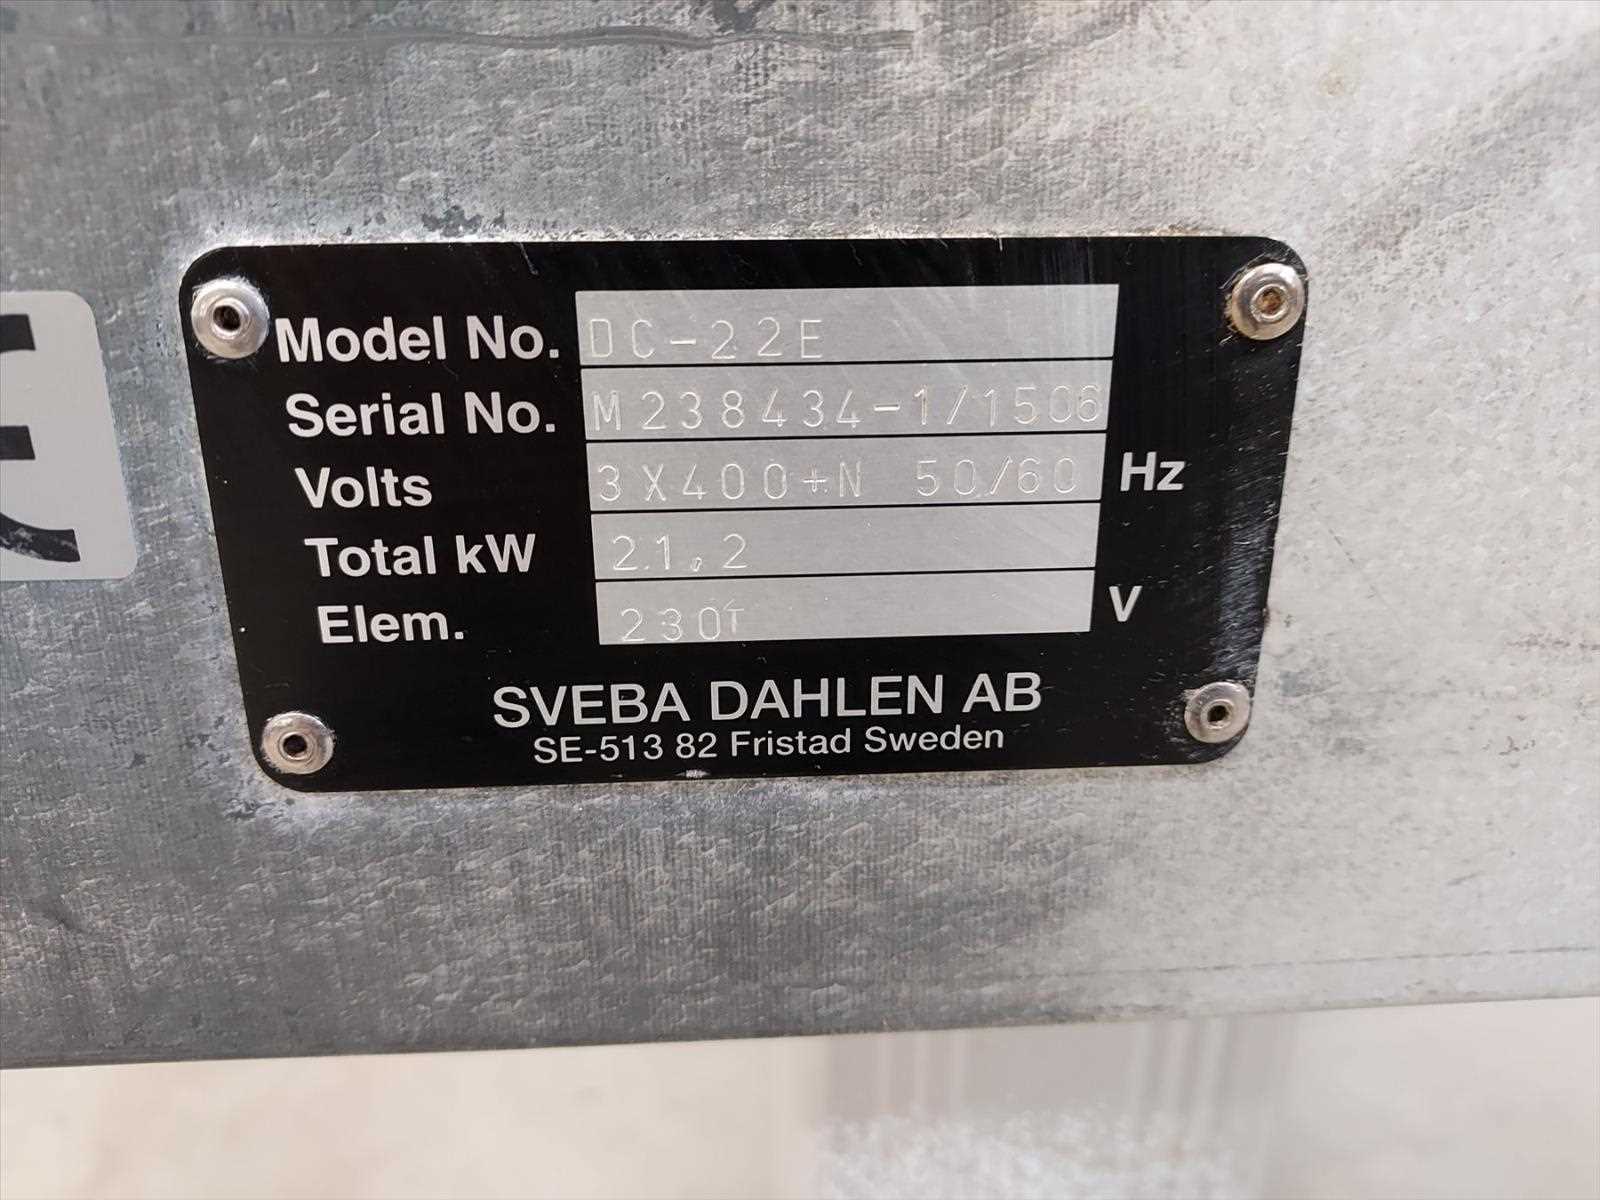 Model No. DC-22E
Serial No. M238434-1/1506
Volts 3X400+N 50/60 Hz
Total kW 21,2
Elem. 230T V
SVEBA DAHLEN AB
SE-513 82 Fristad Sweden